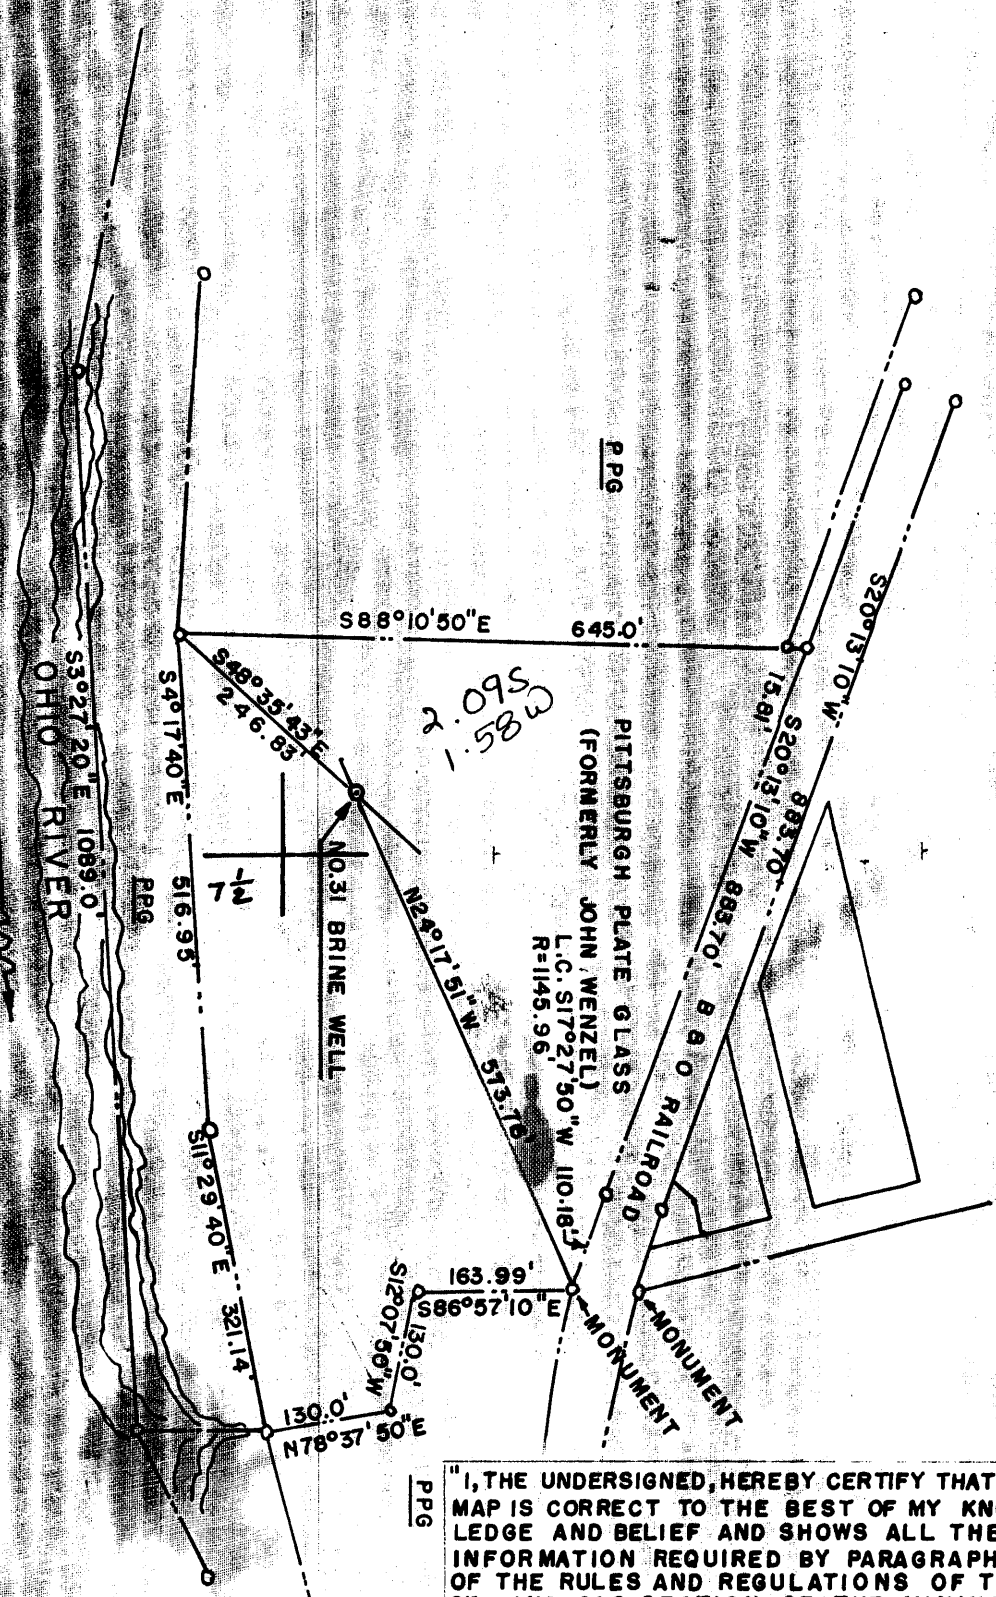 PPG
S20°13'10"W
883.70'
S88°10'50"E 645.0'
15.81'
S20°13'10"W 883.70'
S48°35'43"E
246.83'
2.09S
1.58W
PITTSBURGH PLATE GLASS
(FORMERLY JOHN WENZEL)
L.C. S17°27'50"W 110.18'
R=1145.96'
S4°17'40"E 516.95'
S3°27'20"E 1089.0'
OHIO RIVER
PPG
7 1/2
NO.31 BRINE WELL
N24°17'51"W 573.76'
B&O RAILROAD
S11°29'40"E 321.14'
163.99'
S86°57'10"E
S12°07'50"W
130.0'
MONUMENT
MONUMENT
130.0'
N78°37'50"E
PPG
"I, THE UNDERSIGNED, HEREBY CERTIFY THAT
MAP IS CORRECT TO THE BEST OF MY KN
LEDGE AND BELIEF AND SHOWS ALL THE
INFORMATION REQUIRED BY PARAGRAPH
OF THE RULES AND REGULATIONS OF T